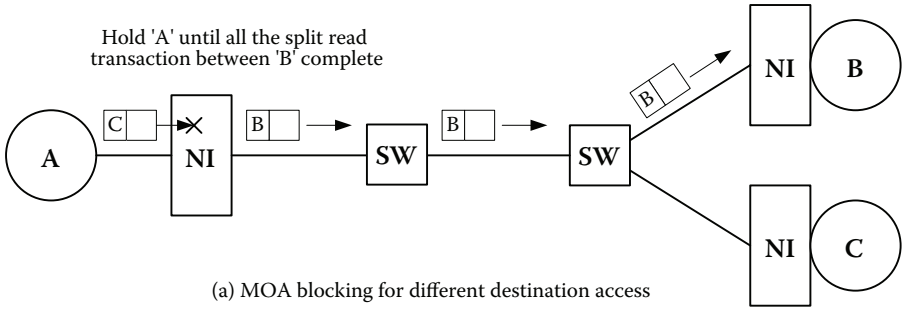 Hold 'A' until all the split read
transaction between 'B' complete
A
C
NI
B
SW
B
SW
B
NI
B
NI
C
(a) MOA blocking for different destination access